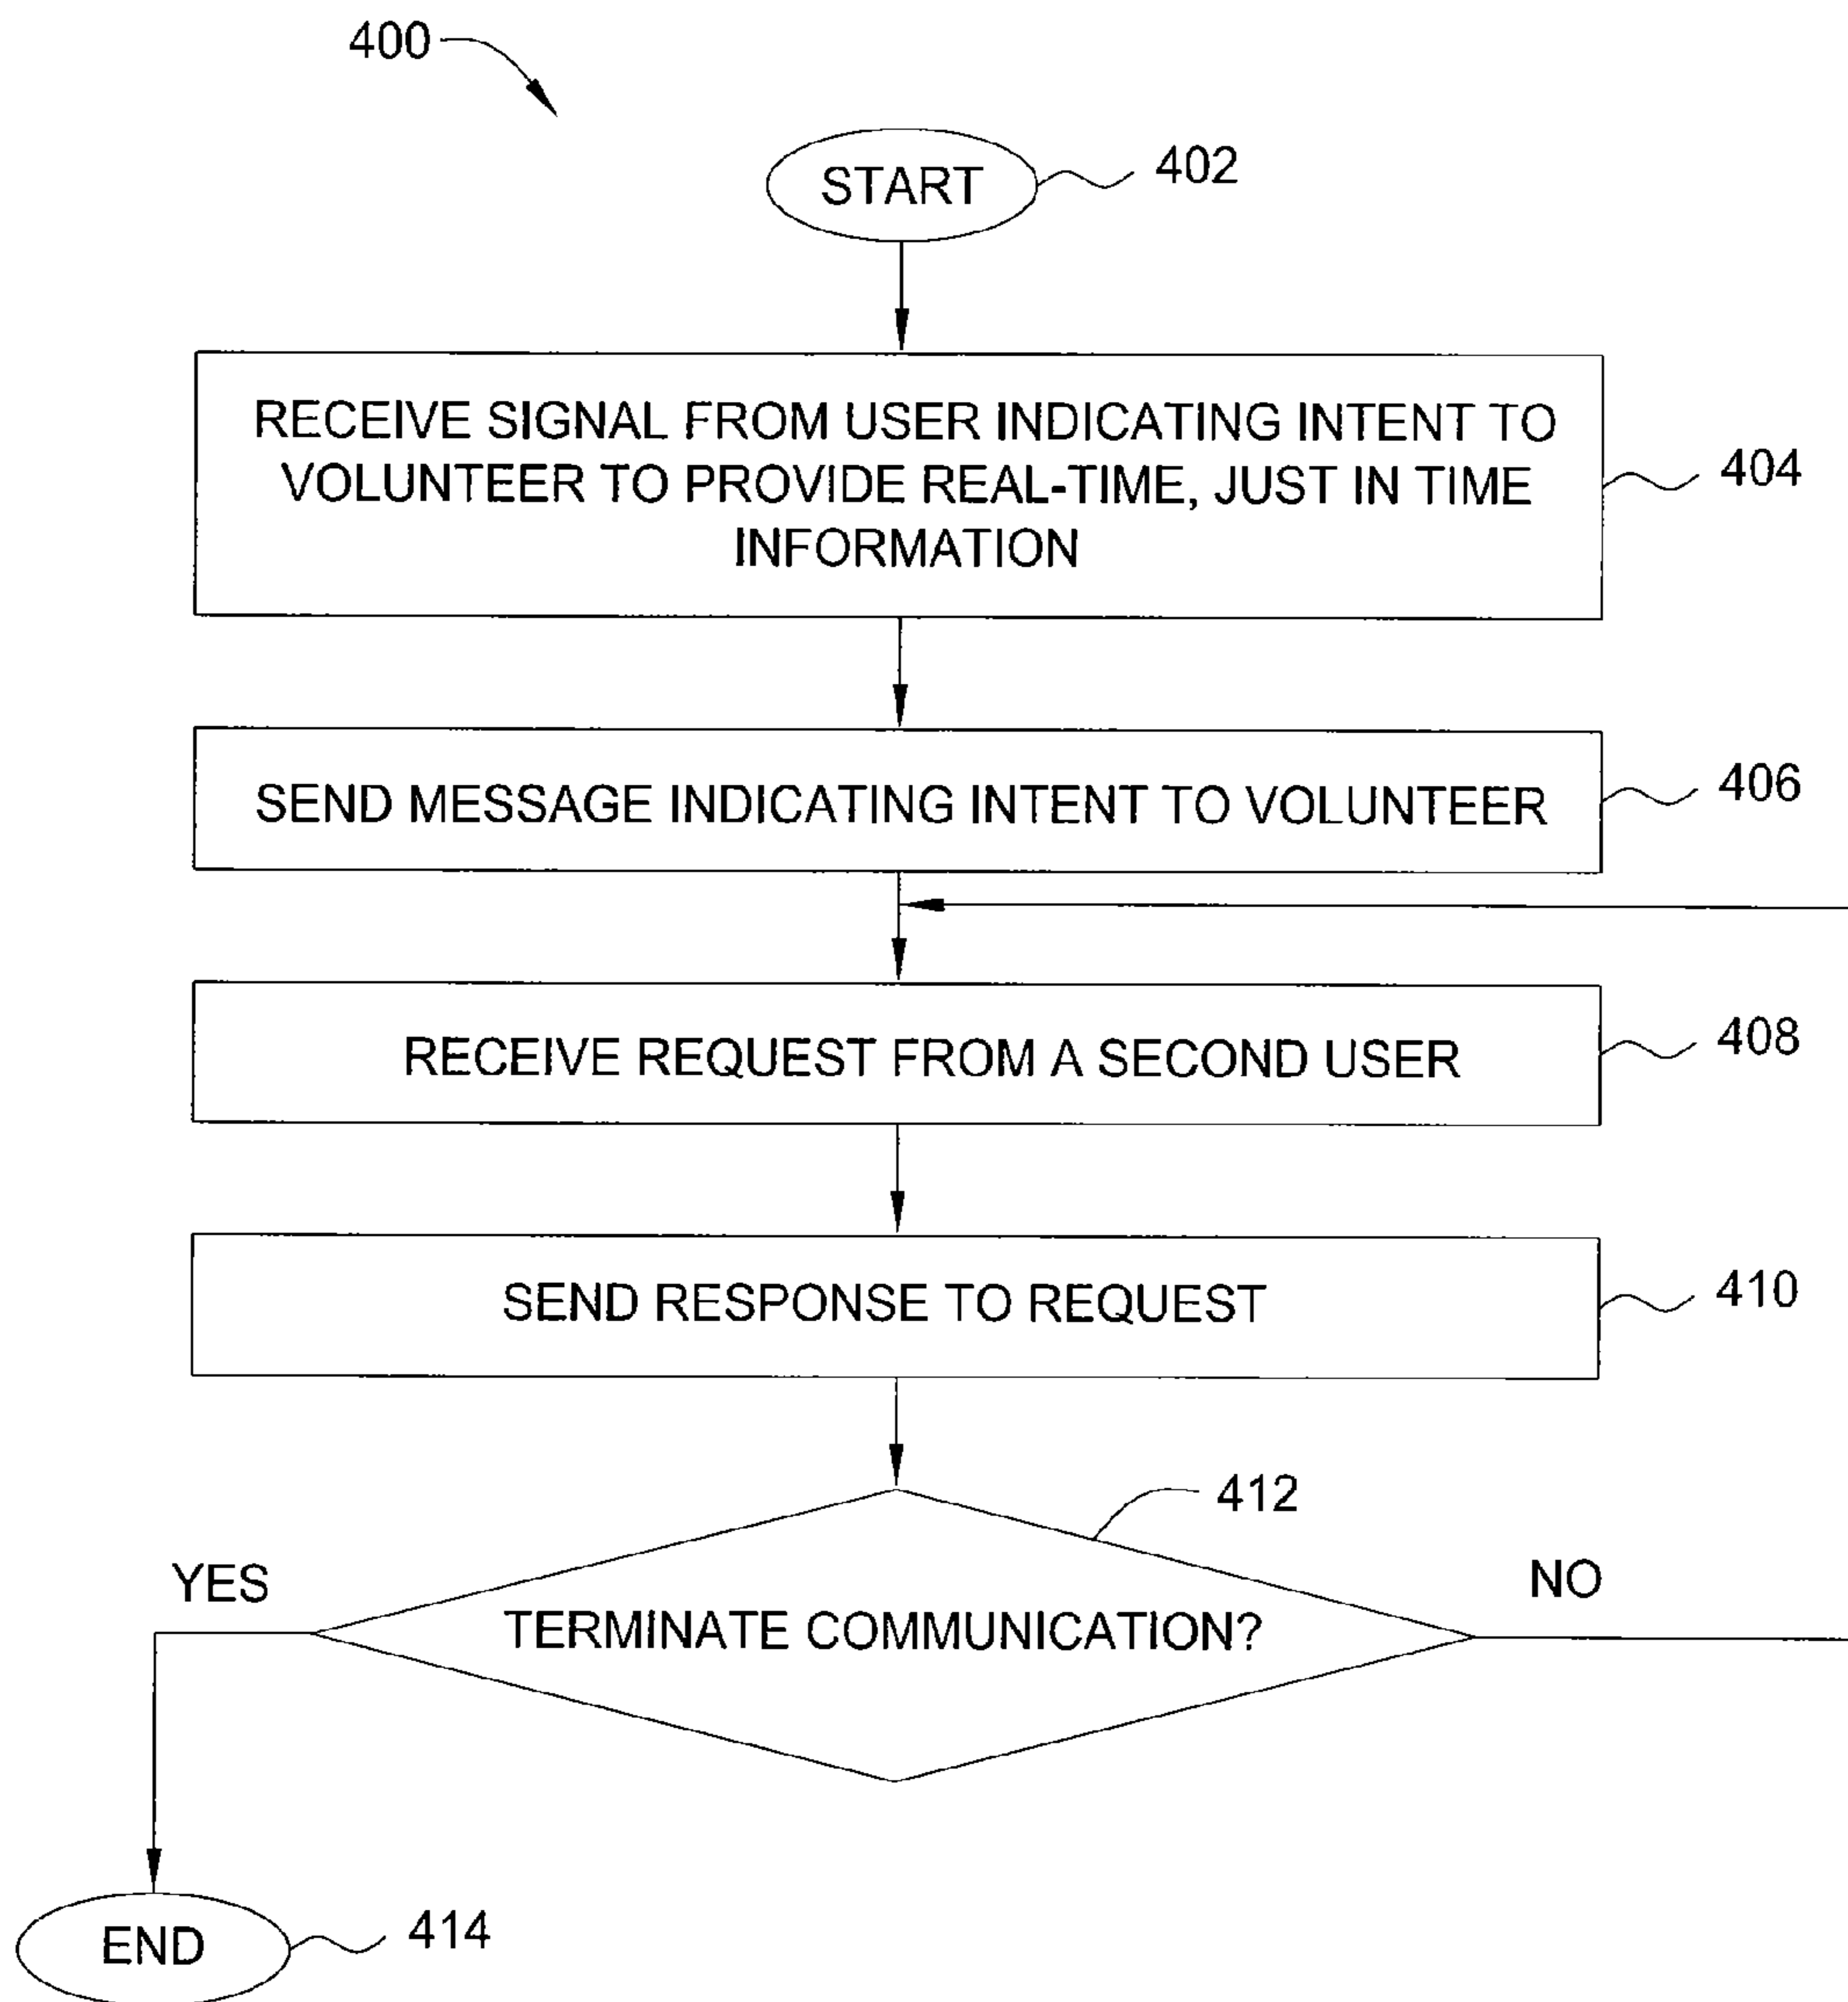 400
START
402
RECEIVE SIGNAL FROM USER INDICATING INTENT TO
VOLUNTEER TO PROVIDE REAL-TIME, JUST IN TIME
INFORMATION
404
SEND MESSAGE INDICATING INTENT TO VOLUNTEER
406
RECEIVE REQUEST FROM A SECOND USER
408
SEND RESPONSE TO REQUEST
410
412
YES
NO
TERMINATE COMMUNICATION?
END
414